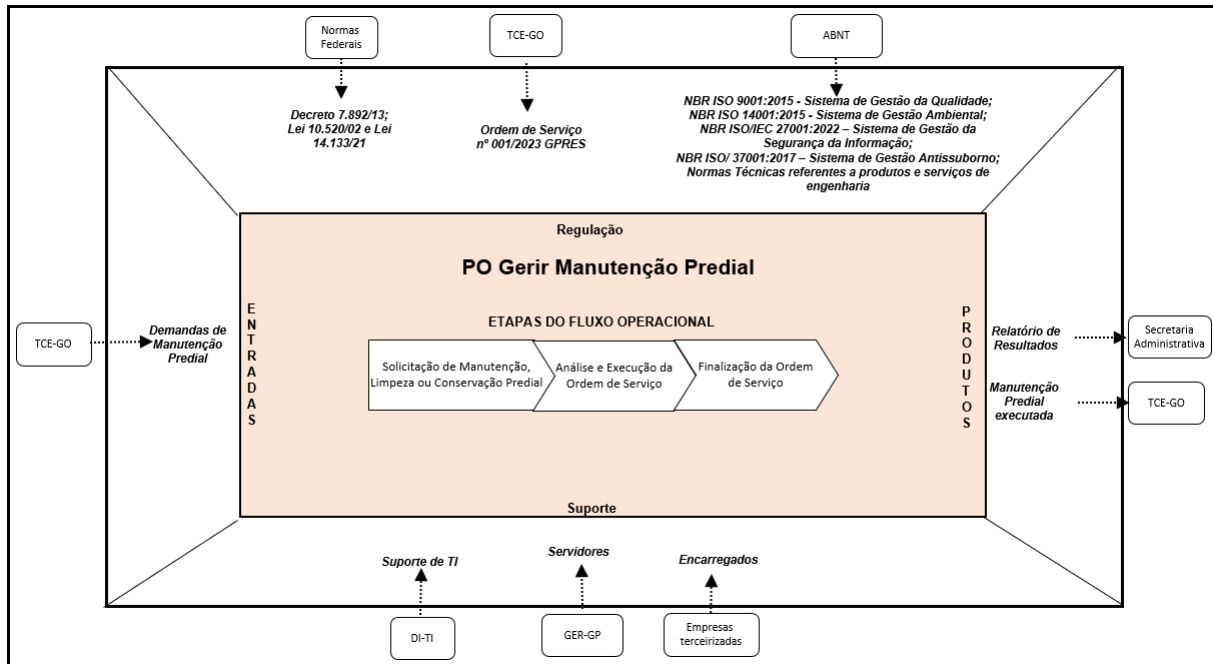 Normas
Federais
TCE-GO
ABNT
Decreto 7.892/13;
Lei 10.520/02 e Lei
14.133/21
Ordem de Serviço
nº 001/2023 GPRES
NBR ISO 9001:2015 - Sistema de Gestão da Qualidade;
NBR ISO 14001:2015 - Sistema de Gestão Ambiental;
NBR ISO/IEC 27001:2022 – Sistema de Gestão da
Segurança da Informação;
NBR ISO/ 37001:2017 – Sistema de Gestão Antissuborno;
Normas Técnicas referentes a produtos e serviços de
engenharia
Regulação
PO Gerir Manutenção Predial
ETAPAS DO FLUXO OPERACIONAL
TCE-GO
Demandas de
Manutenção
Predial
ENTRADAS
Solicitação de Manutenção,
Limpeza ou Conservação Predial
Análise e Execução da
Ordem de Serviço
Finalização da Ordem
de Serviço
PRODUTOS
Relatório de
Resultados
Secretaria
Administrativa
Manutenção
Predial
executada
TCE-GO
Suporte
Suporte de TI
Servidores
Encarregados
DI-TI
GER-GP
Empresas
terceirizadas